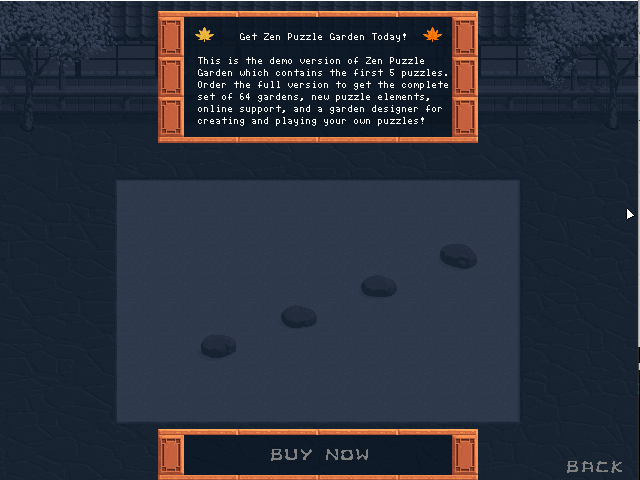 Get Zen Puzzle Garden Today!
This is the demo version of Zen Puzzle
Garden which contains the first 5 puzzles.
Order the full version to get the complete
set of 64 gardens, new puzzle elements,
online support, and a garden designer for
creating and playing your own puzzles!
BUY NOW
BACK